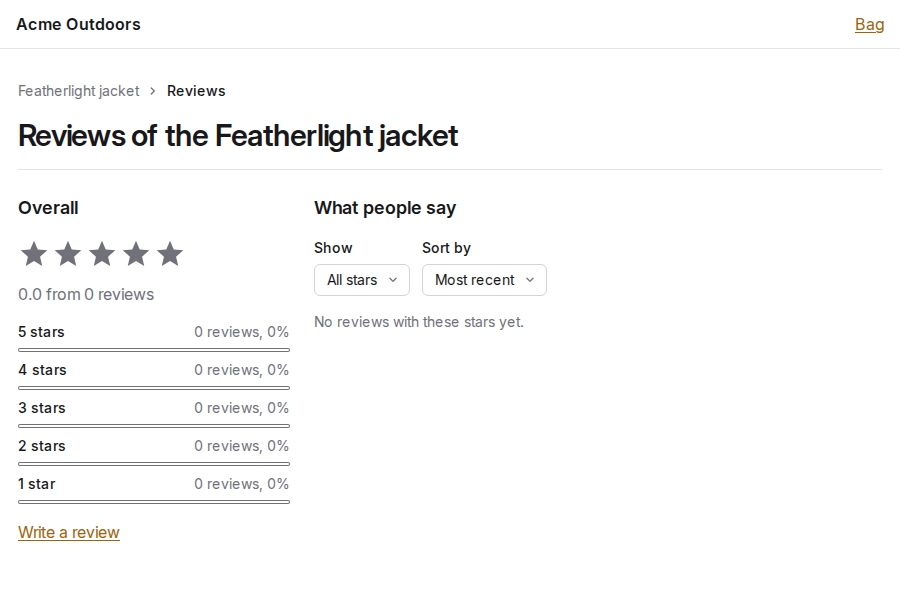 Acme Outdoors
Bag
Featherlight jacket > Reviews
Reviews of the Featherlight jacket
Overall
0.0 from 0 reviews
5 stars 0 reviews, 0%
4 stars 0 reviews, 0%
3 stars 0 reviews, 0%
2 stars 0 reviews, 0%
1 star 0 reviews, 0%
Write a review
What people say
Show Sort by
All stars Most recent
No reviews with these stars yet.